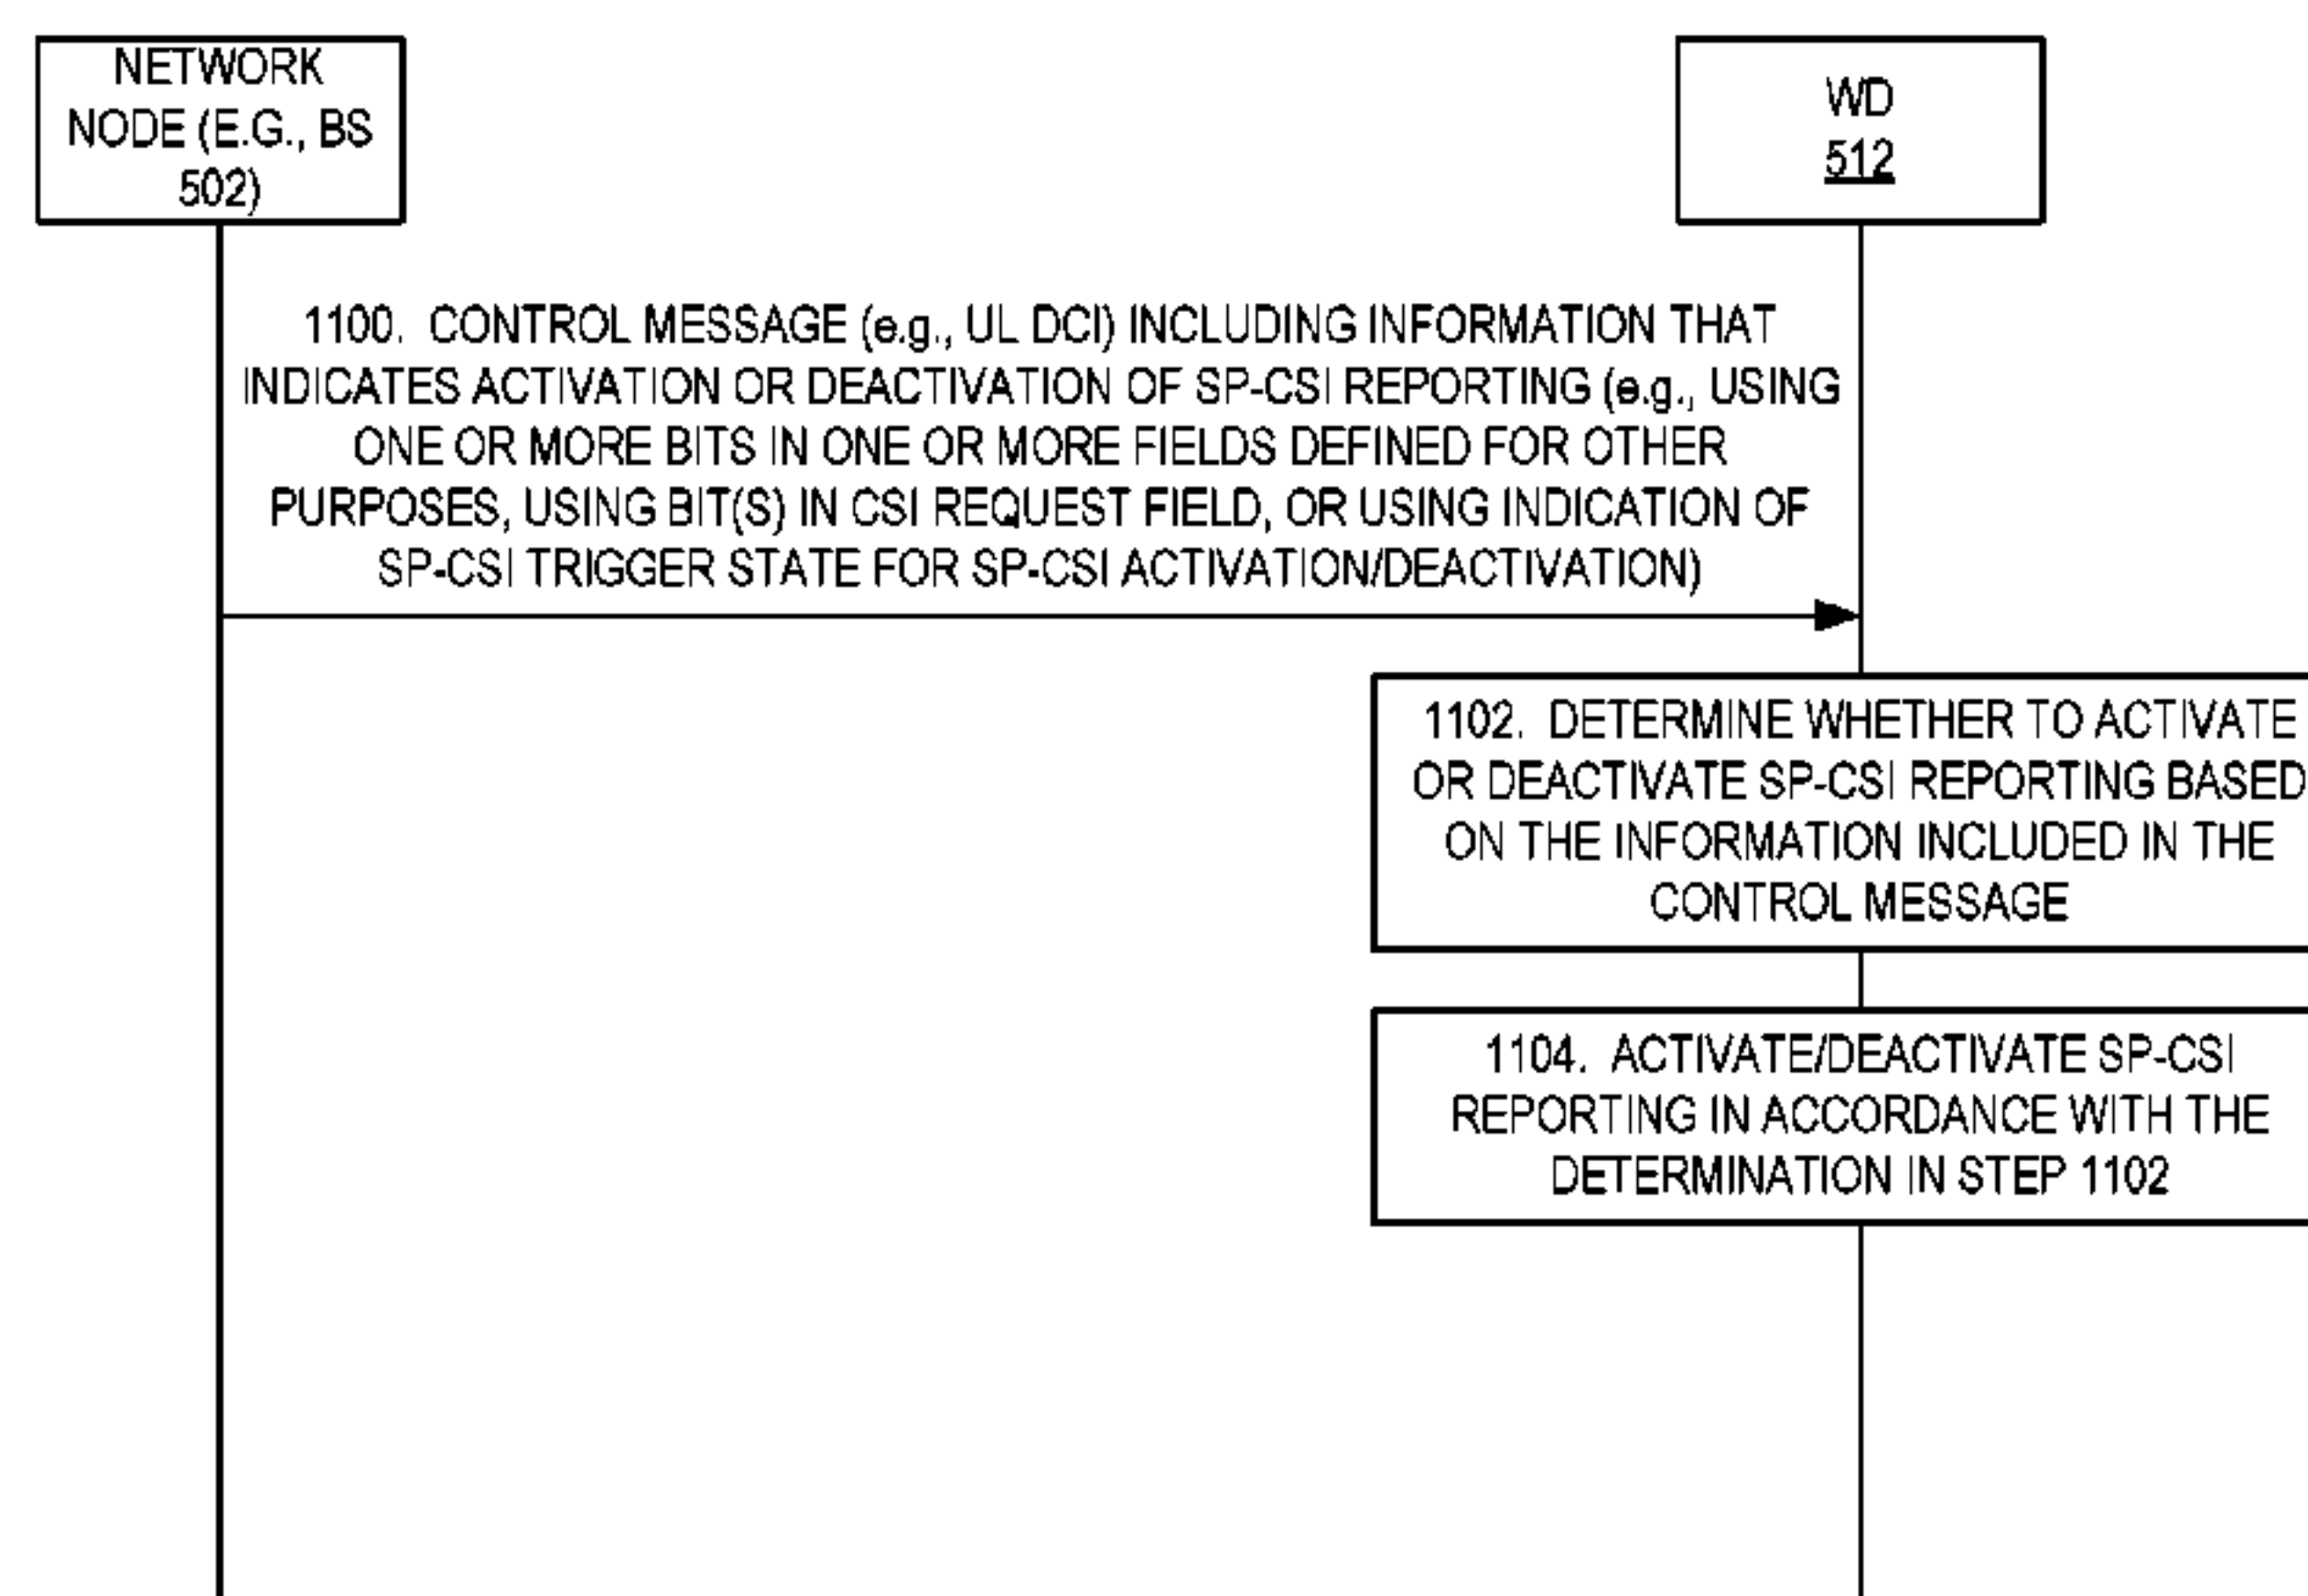 NETWORK
NODE (E.G., BS
502)
WD
512
1100. CONTROL MESSAGE (e.g., UL DCI) INCLUDING INFORMATION THAT
INDICATES ACTIVATION OR DEACTIVATION OF SP-CSI REPORTING (e.g., USING
ONE OR MORE BITS IN ONE OR MORE FIELDS DEFINED FOR OTHER
PURPOSES, USING BIT(S) IN CSI REQUEST FIELD, OR USING INDICATION OF
SP-CSI TRIGGER STATE FOR SP-CSI ACTIVATION/DEACTIVATION)
1102. DETERMINE WHETHER TO ACTIVATE
OR DEACTIVATE SP-CSI REPORTING BASED
ON THE INFORMATION INCLUDED IN THE
CONTROL MESSAGE
1104. ACTIVATE/DEACTIVATE SP-CSI
REPORTING IN ACCORDANCE WITH THE
DETERMINATION IN STEP 1102